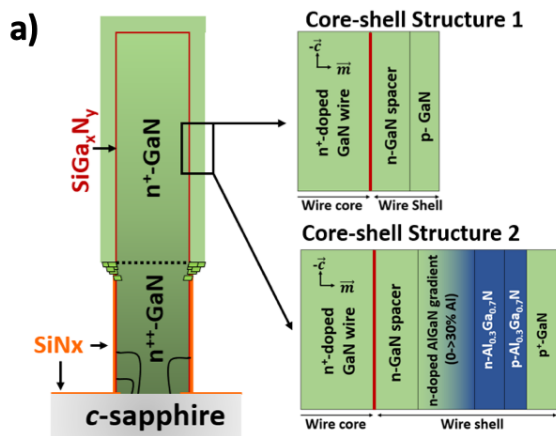 a)
SiGaxNy
n+-GaN
n++-GaN
SiNx
c-sapphire
Core-shell Structure 1
-c
m
n+-doped
GaN wire
n-GaN spacer
p- GaN
Wire core
Wire Shell
Core-shell Structure 2
-c
m
n+-doped
GaN wire
n-GaN spacer
n-doped AlGaN gradient
(0->30% Al)
n-Al0.3Ga0.7N
p-Al0.3Ga0.7N
p+-GaN
Wire core
Wire shell